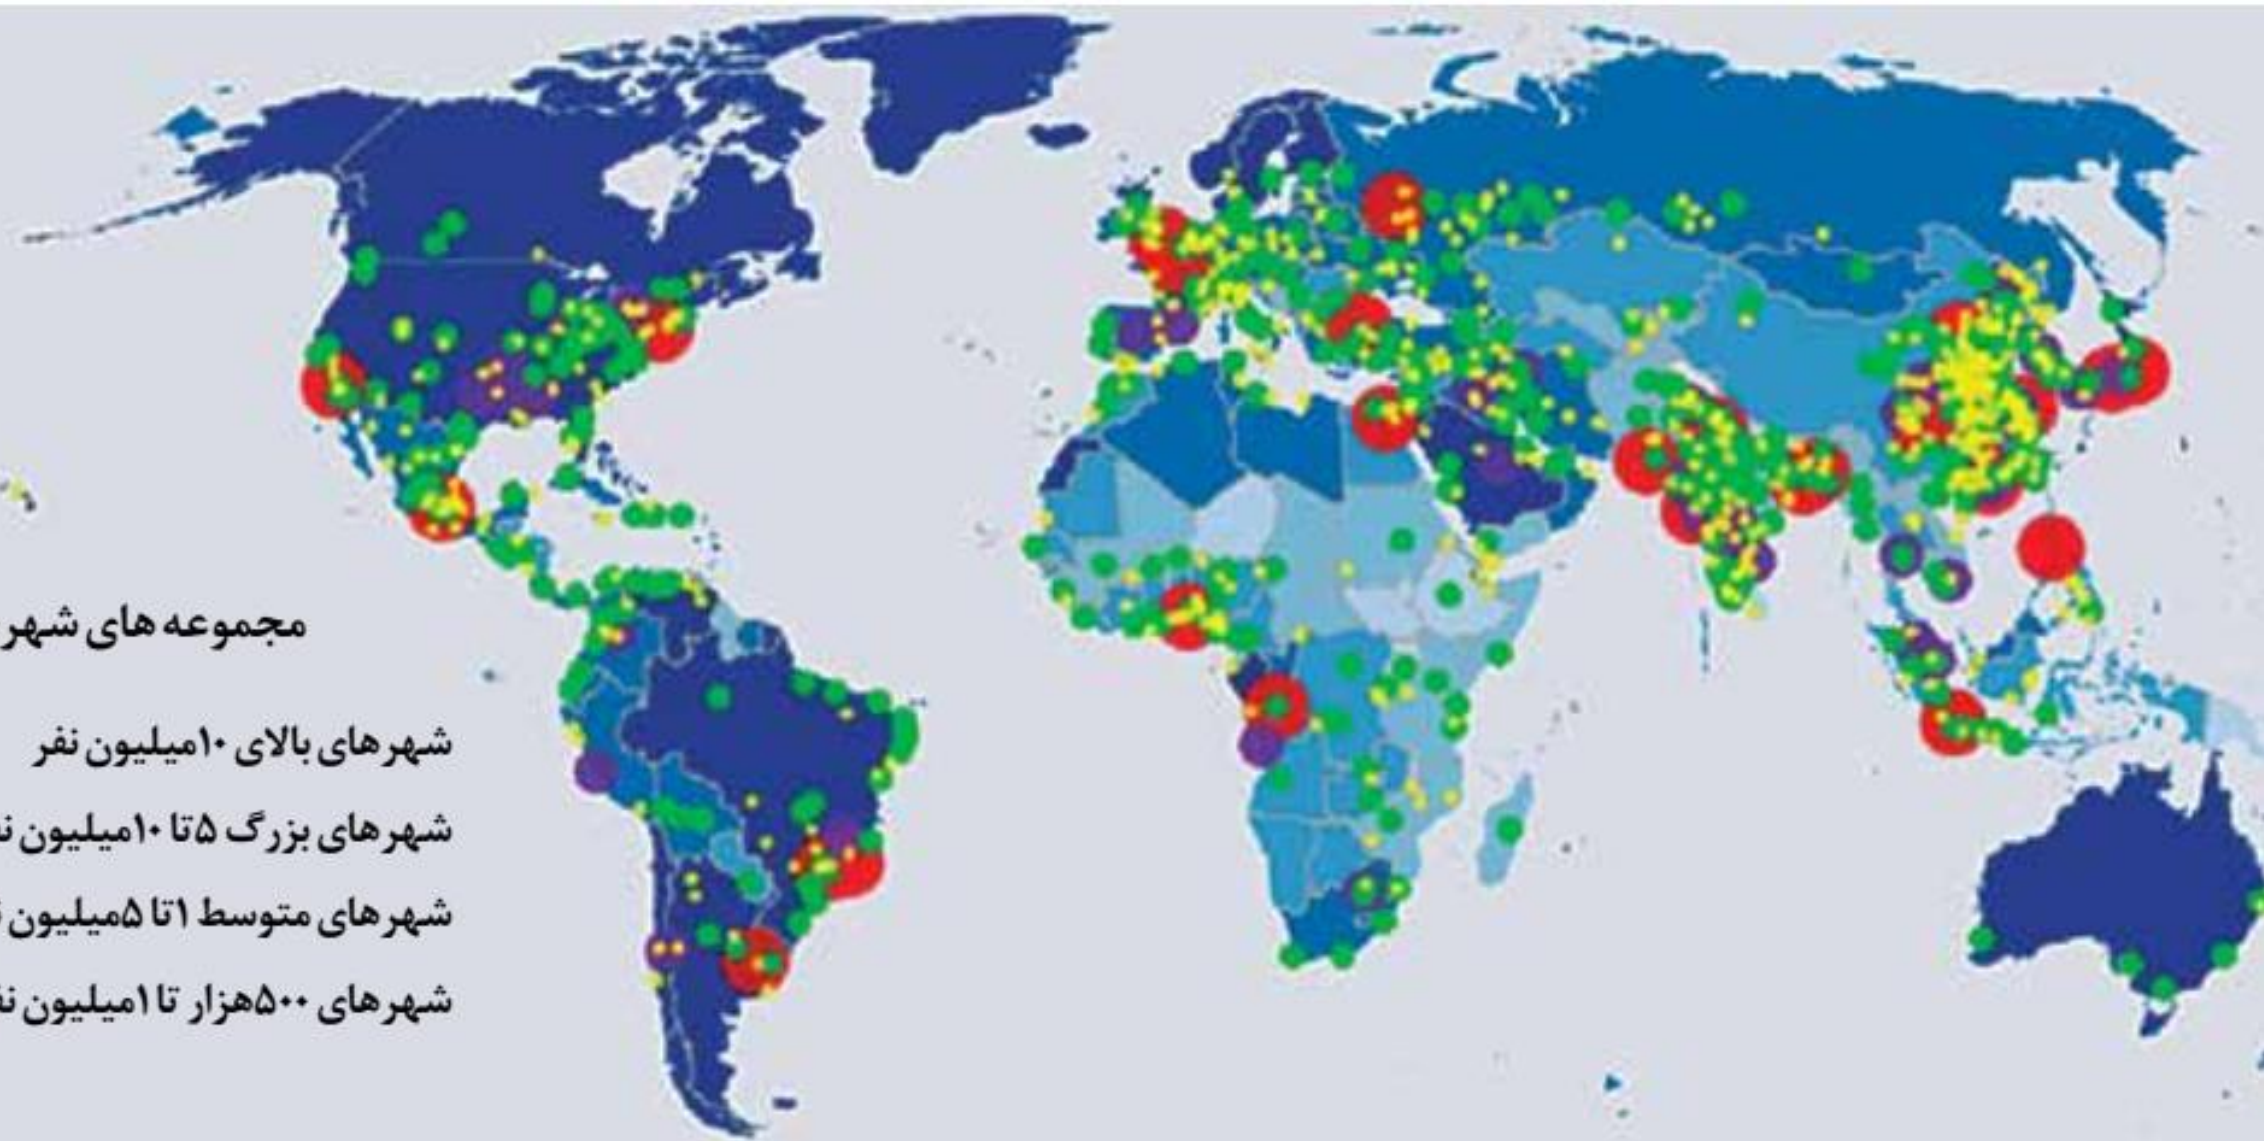 مجموعه های شهر
شهرهای بالای ۱۰میلیون نفر
شهرهای بزرگ ۵تا ۱۰میلیون
شهرهای متوسط ۱تا ۵میلیون
شهرهای ۵۰۰هزار تا ۱میلیون